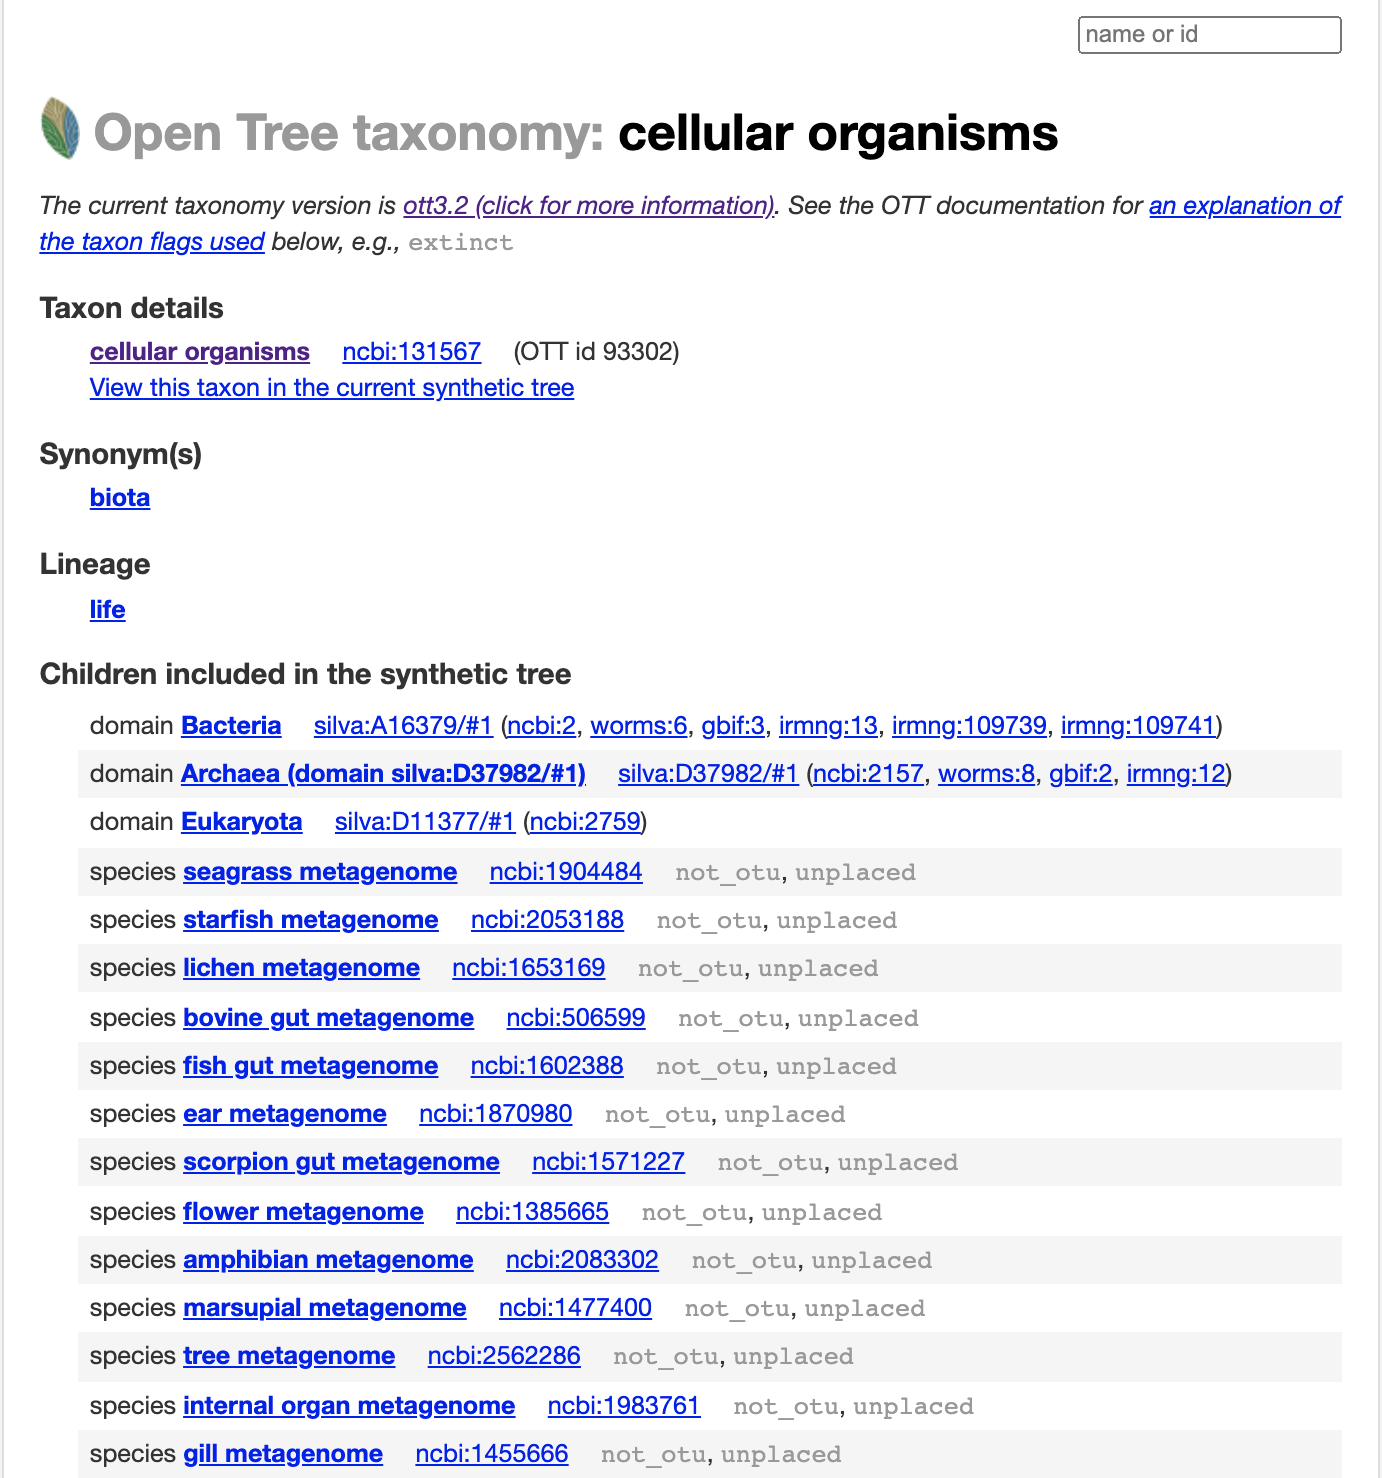 name or id
Open Tree taxonomy: cellular organisms
The current taxonomy version is ott3.2 (click for more information). See the OTT documentation for an explanation of
the taxon flags used below, e.g., extinct
Taxon details
cellular organisms ncbi:131567 (OTT id 93302)
View this taxon in the current synthetic tree
Synonym(s)
biota
Lineage
life
Children included in the synthetic tree
domain Bacteria silva:A16379/#1 (ncbi:2, worms:6, gbif:3, irmng:13, irmng:109739, irmng:109741)
domain Archaea (domain silva:D37982/#1) silva:D37982/#1 (ncbi:2157, worms:8, gbif:2, irmng:12)
domain Eukaryota silva:D11377/#1 (ncbi:2759)
species seagrass metagenome ncbi:1904484 not_otu, unplaced
species starfish metagenome ncbi:2053188 not_otu, unplaced
species lichen metagenome ncbi:1653169 not_otu, unplaced
species bovine gut metagenome ncbi:506599 not_otu, unplaced
species fish gut metagenome ncbi:1602388 not_otu, unplaced
species ear metagenome ncbi:1870980 not_otu, unplaced
species scorpion gut metagenome ncbi:1571227 not_otu, unplaced
species flower metagenome ncbi:1385665 not_otu, unplaced
species amphibian metagenome ncbi:2083302 not_otu, unplaced
species marsupial metagenome ncbi:1477400 not_otu, unplaced
species tree metagenome ncbi:2562286 not_otu, unplaced
species internal organ metagenome ncbi:1983761 not_otu, unplaced
species gill metagenome ncbi:1455666 not_otu, unplaced